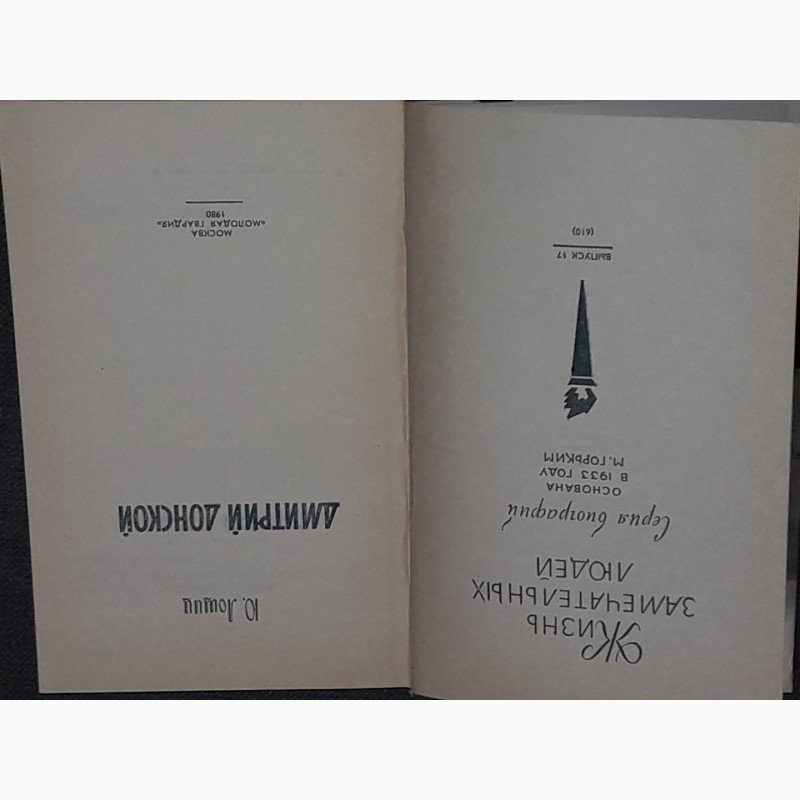 Жизнь
ЗАМЕЧАТЕЛЬНЫХ
ЛЮДЕЙ
Серия биографий
ОСНОВАНА
В 1933 ГОДУ
М. ГОРЬКИМ
ВЫПУСК 17
(610)
Ю. Лощиц
ДМИТРИЙ ДОНСКОЙ
МОСКВА
«МОЛОДАЯ ГВАРДИЯ»
1980